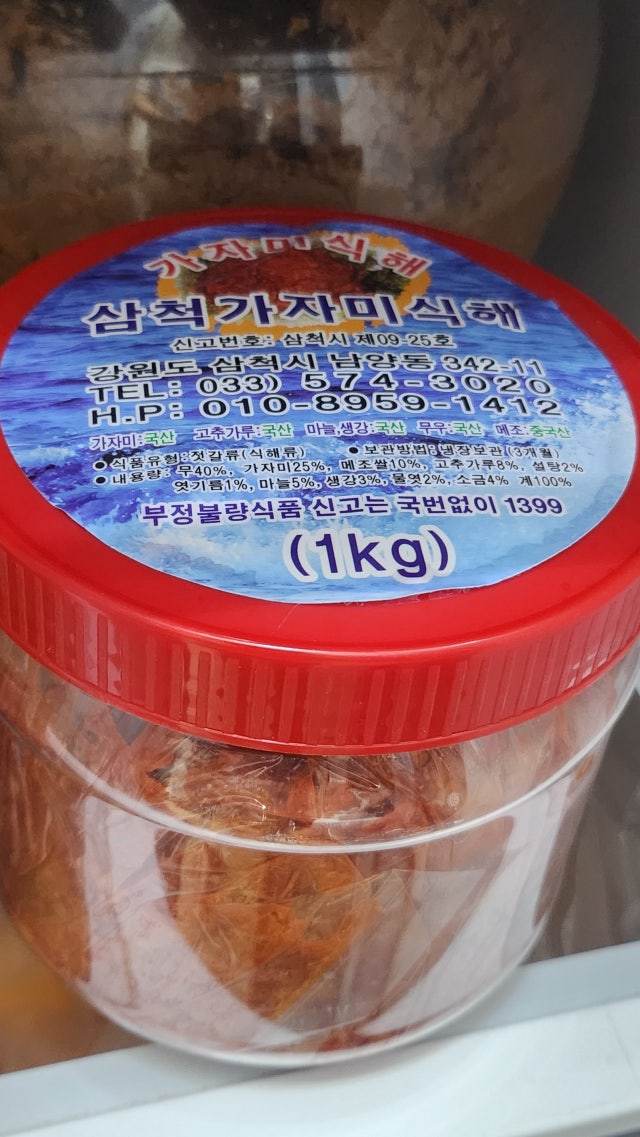 가자미식해
삼척가자미식해
신고번호: 삼척시 제09-25호
강원도 삼척시 남양동 342-11
TEL: 033) 574-3020
H.P: 010-8959-1412
가자미:국산 고추가루:국산 마늘,생강:국산 무우:국산 메조:중국산
●식품유형:젓갈류(식해류) ●보관방법:냉장보관(3개월)
●내용량: 무40%, 가자미25%, 메조쌀10%, 고추가루8%, 설탕2%
엿기름1%, 마늘5%, 생강3%, 물엿2%, 소금4% 계100%
부정불량식품 신고는 국번없이 1399
(1kg)